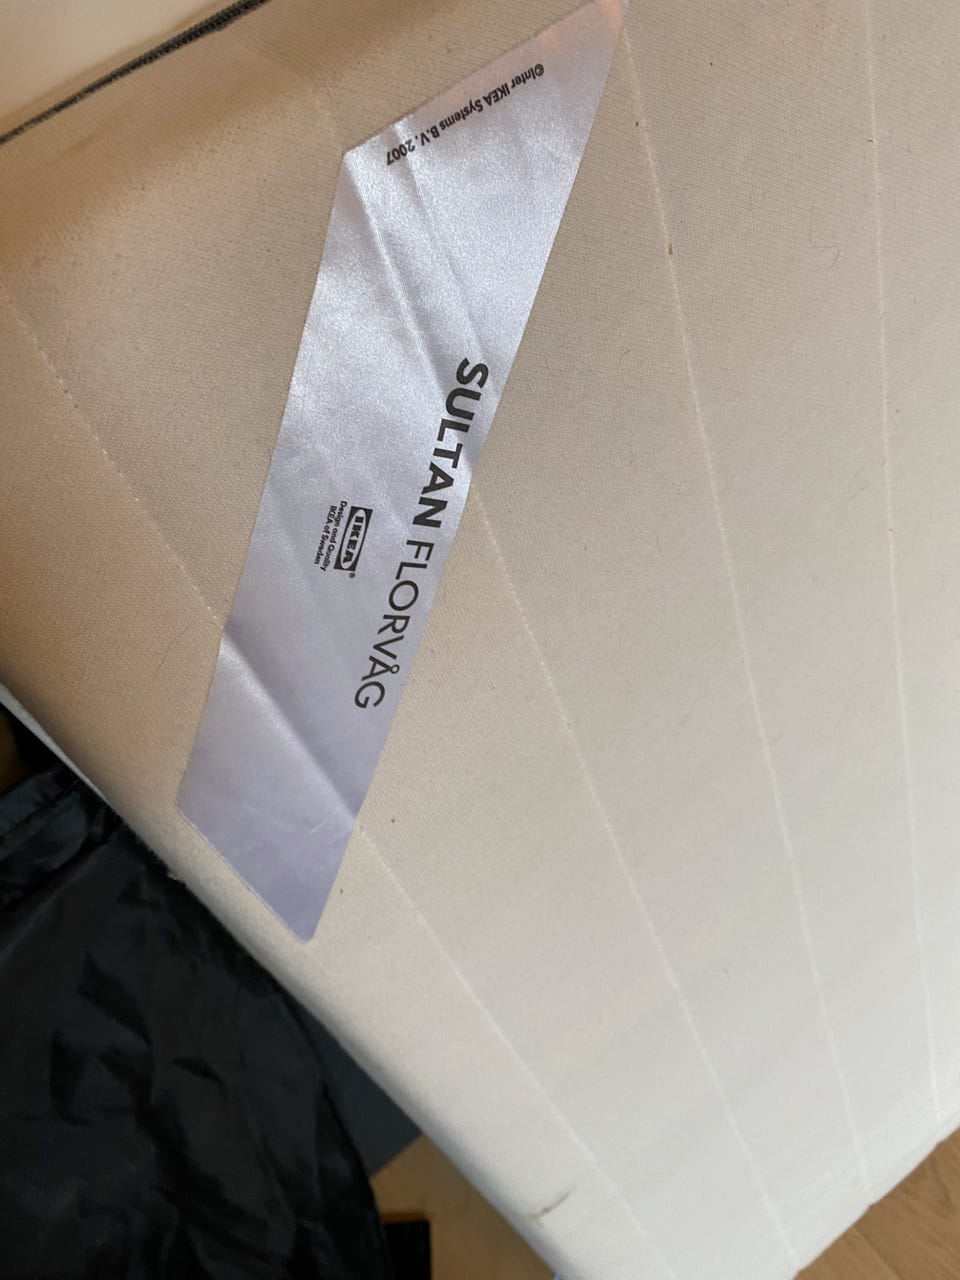 ©Inter IKEA Systems B.V. 2007
SULTAN FLORVÅG
IKEA®
Design and Quality
IKEA of Sweden